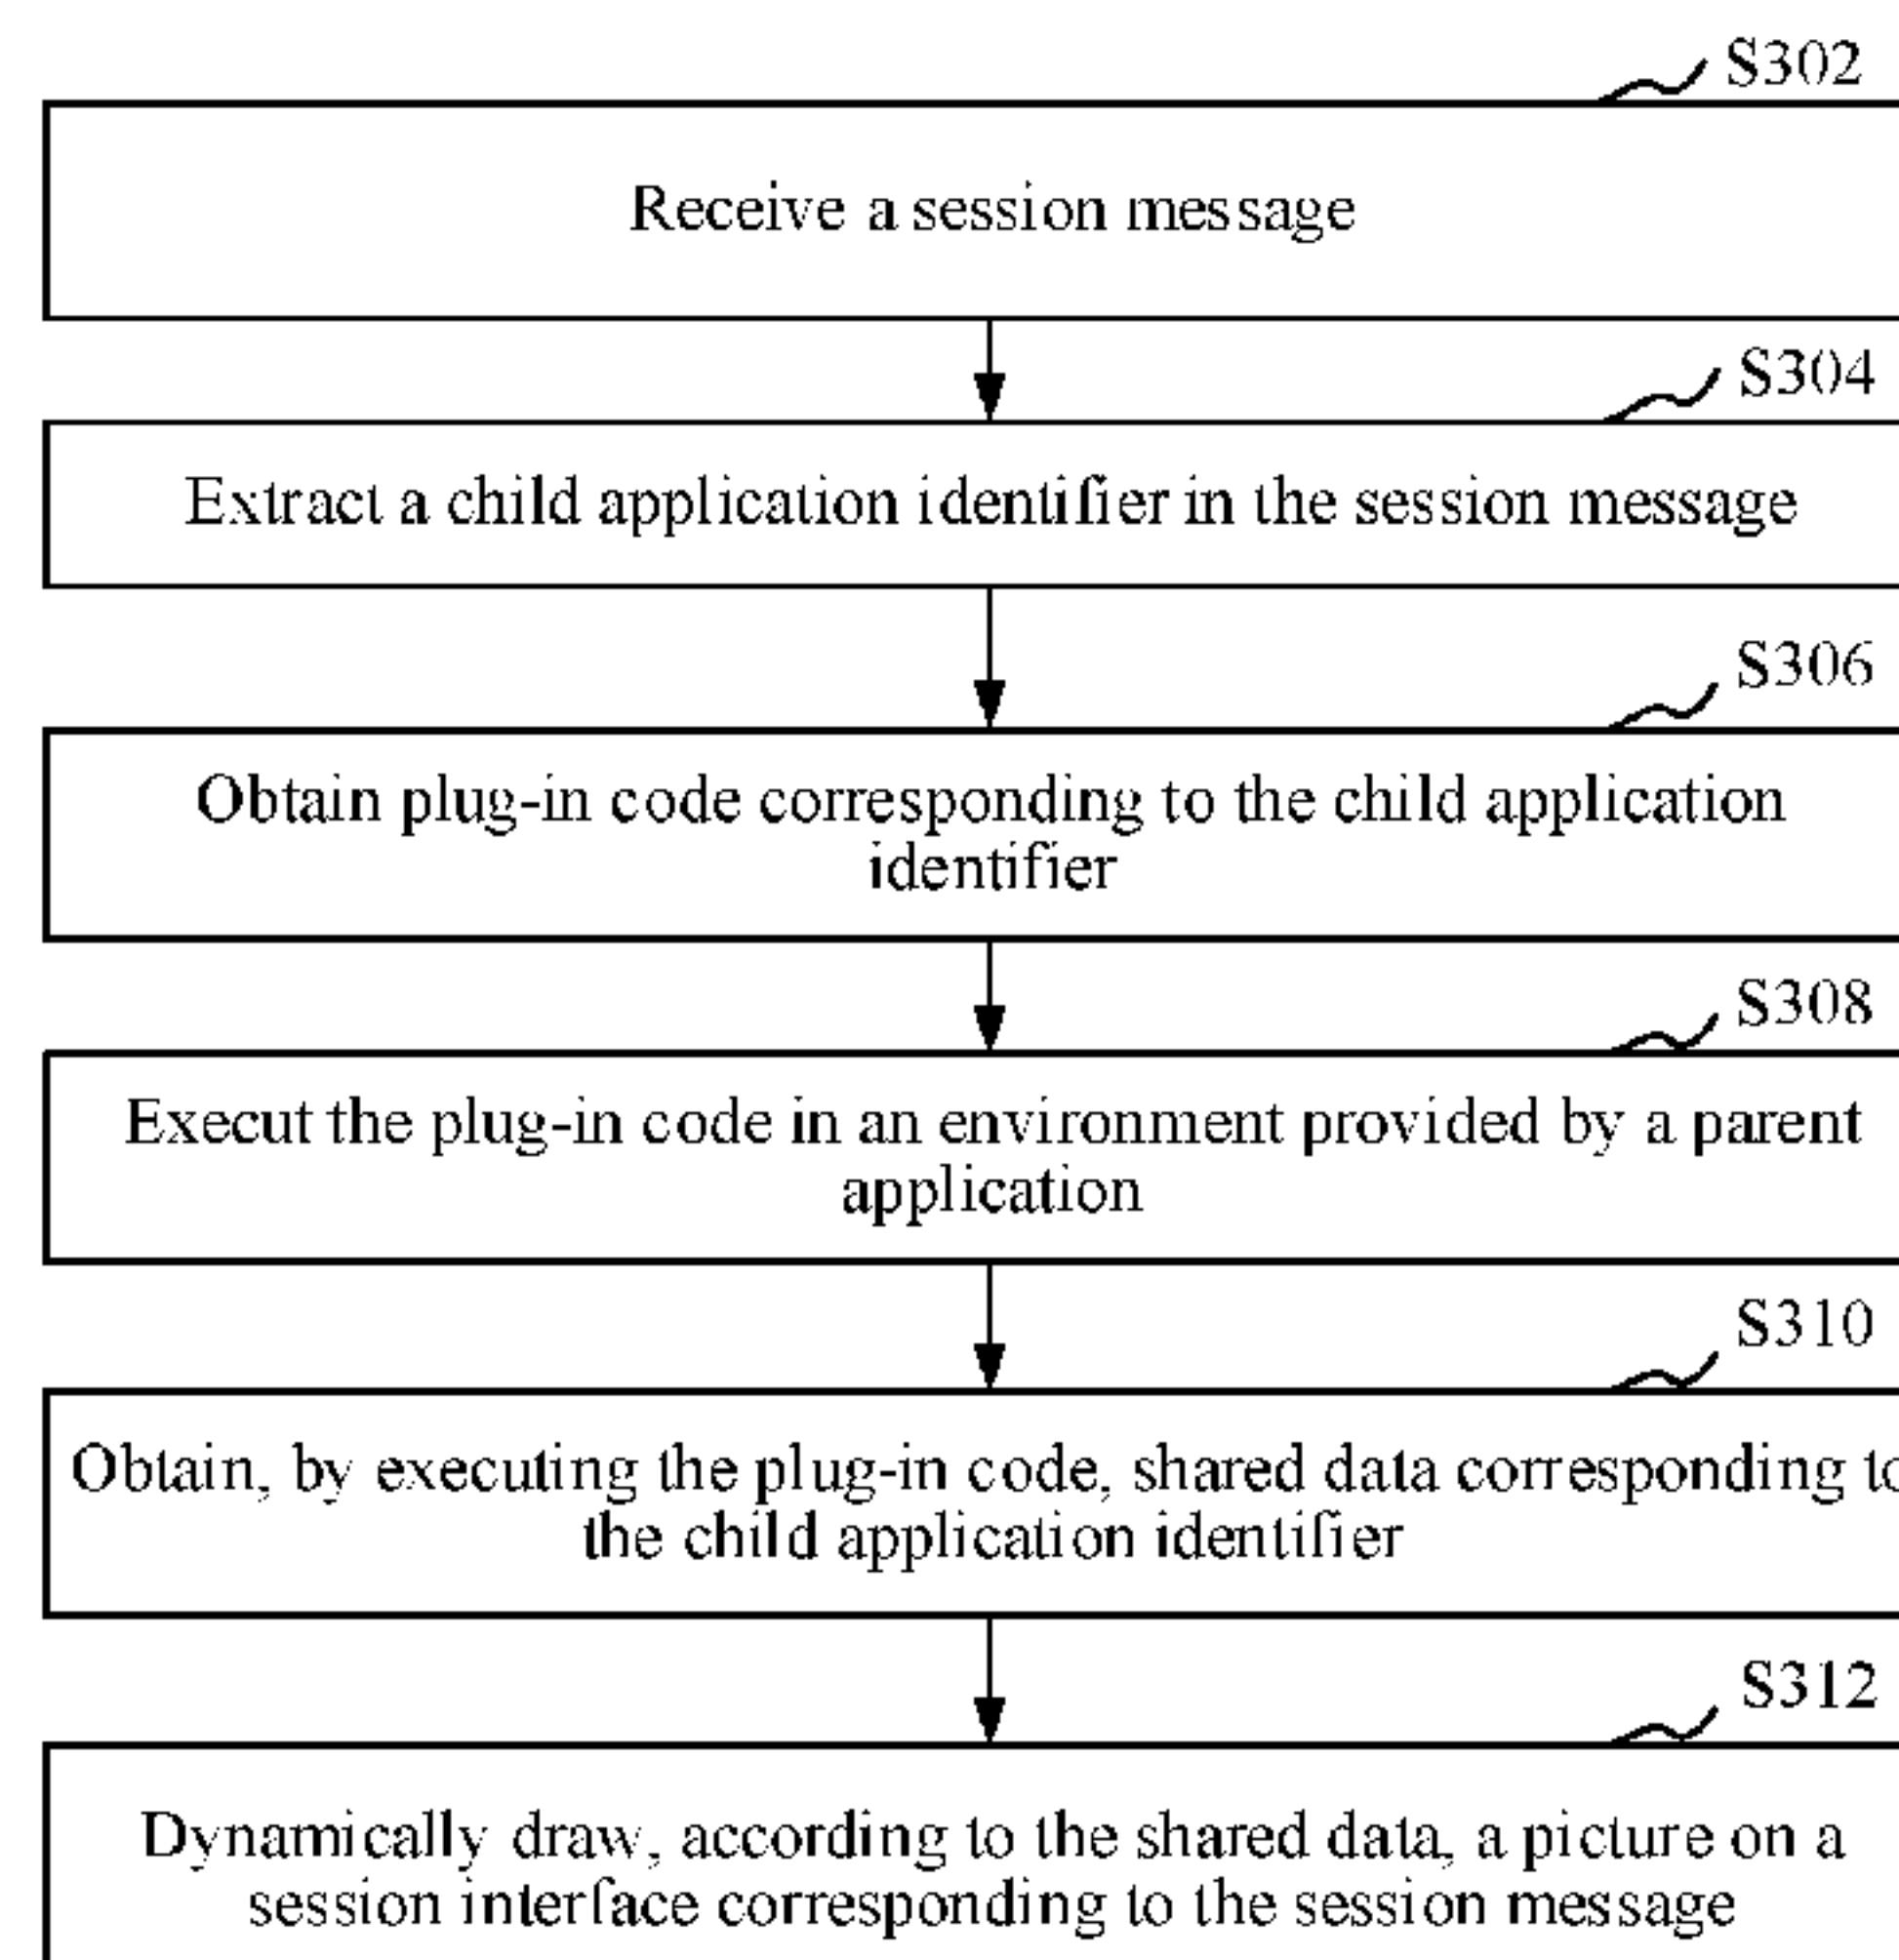 S302
Receive a session message
S304
Extract a child application identifier in the session message
S306
Obtain plug-in code corresponding to the child application
identifier
S308
Execut the plug-in code in an environment provided by a parent
application
S310
Obtain, by executing the plug-in code, shared data corresponding to
the child application identifier
S312
Dynamically draw, according to the shared data, a picture on a
session interface corresponding to the session message